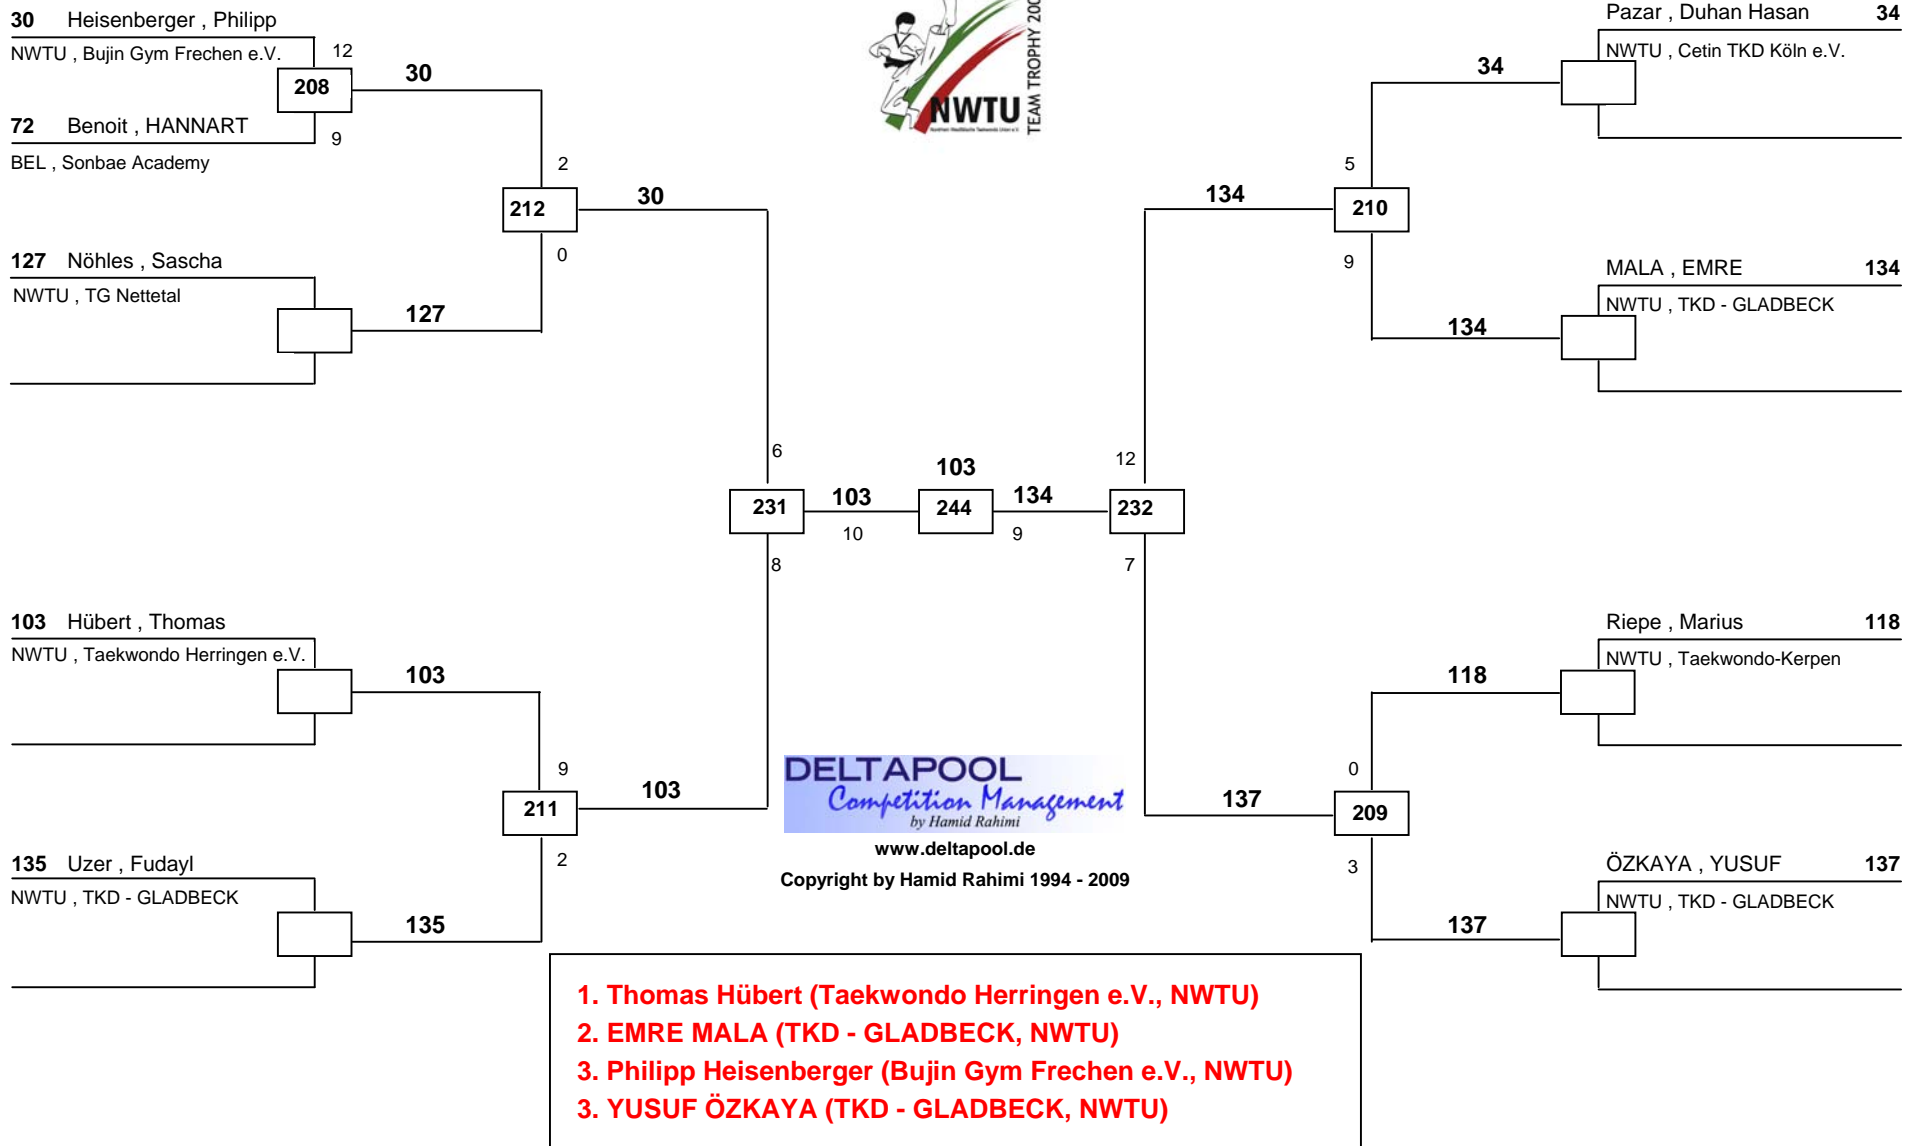 30 Heisenberger , Philipp
NWTU , Bujin Gym Frechen e.V.
12
208
30
72 Benoit , HANNART
9
BEL , Sonbae Academy
2
212
30
0
127 Nöhles , Sascha
NWTU , TG Nettetal
127
NWTU
TEAM TROPHY 200
Pazar , Duhan Hasan 34
NWTU , Cetin TKD Köln e.V.
34
5
134
210
9
MALA , EMRE 134
NWTU , TKD - GLADBECK
134
6
231
103
10
8
103
244
134
9
12
232
7
103 Hübert , Thomas
NWTU , Taekwondo Herringen e.V.
103
9
211
103
2
135 Uzer , Fudayl
NWTU , TKD - GLADBECK
135
DELTAPOOL
Competition Management
by Hamid Rahimi
www.deltapool.de
Copyright by Hamid Rahimi 1994 - 2009
Riepe , Marius 118
NWTU , Taekwondo-Kerpen
118
0
137
209
3
ÖZKAYA , YUSUF 137
NWTU , TKD - GLADBECK
137
1. Thomas Hübert (Taekwondo Herringen e.V., NWTU)
2. EMRE MALA (TKD - GLADBECK, NWTU)
3. Philipp Heisenberger (Bujin Gym Frechen e.V., NWTU)
3. YUSUF ÖZKAYA (TKD - GLADBECK, NWTU)